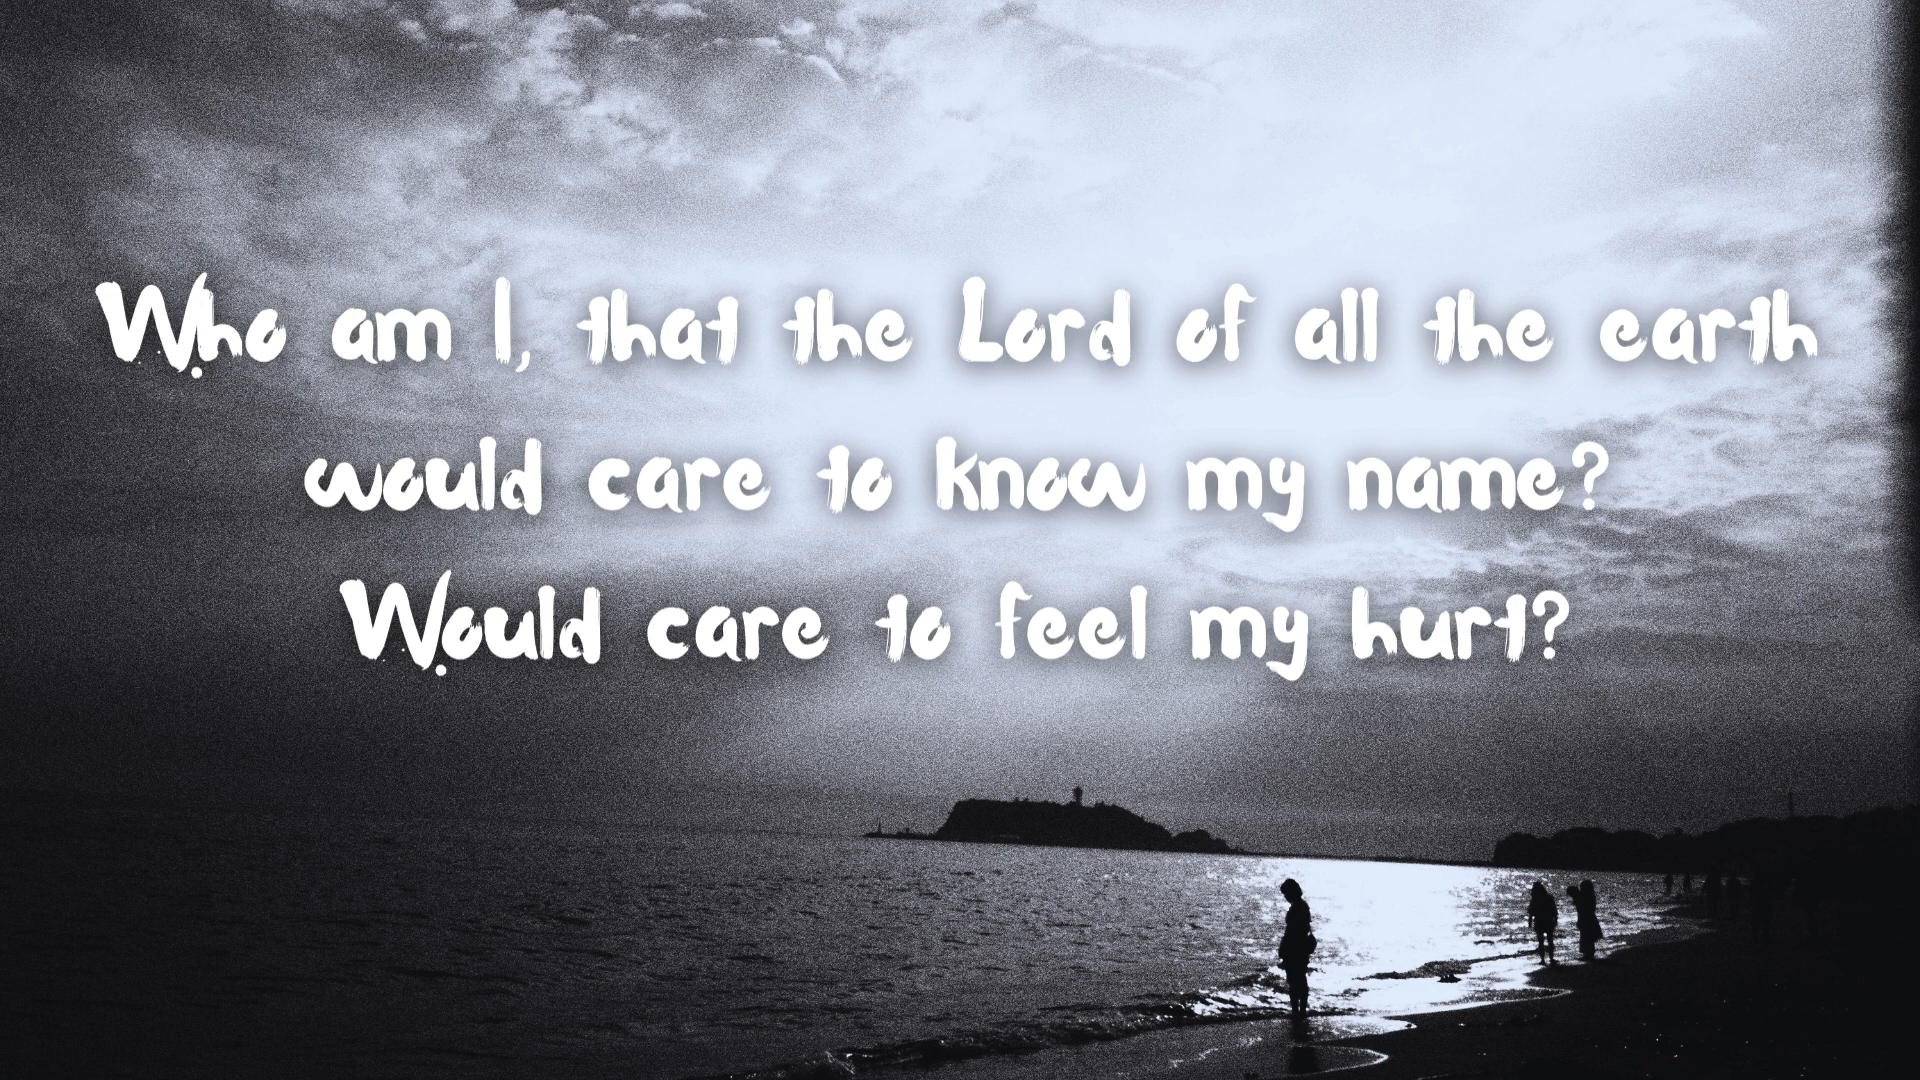 Who am I, that the Lord of all the earth
would care to know my name?
Would care to feel my hurt?